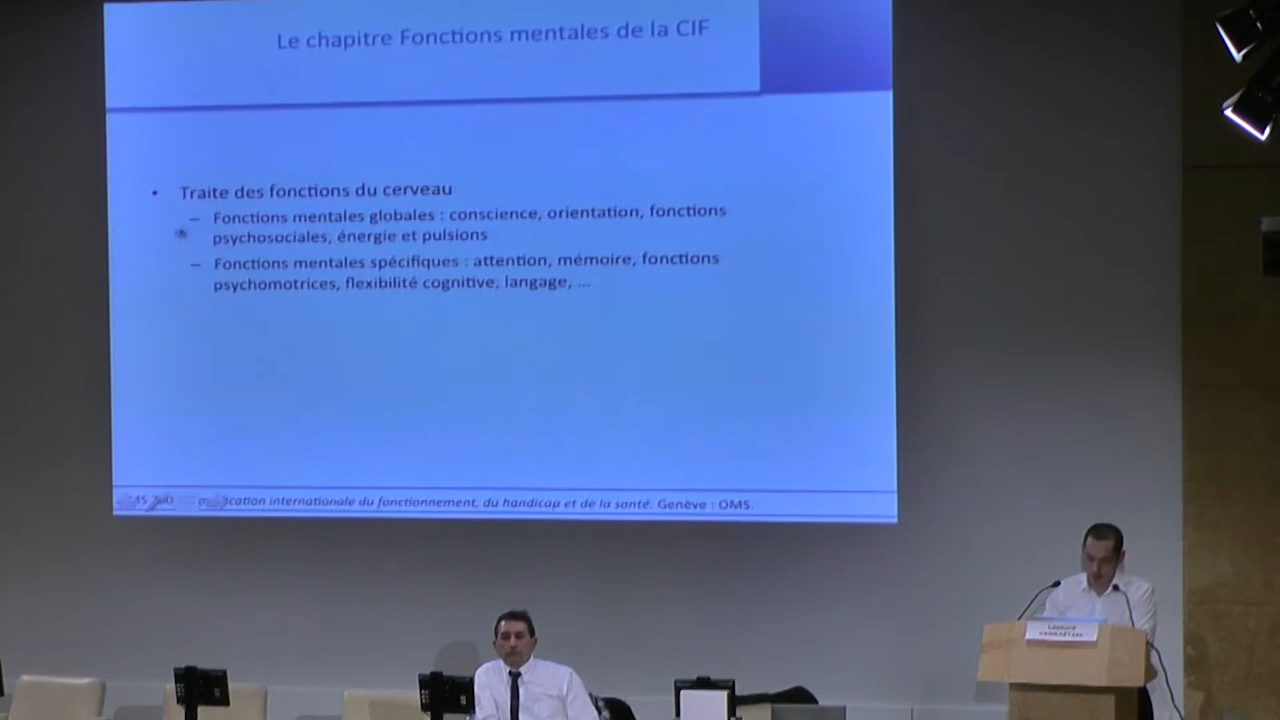 Le chapitre Fonctions mentales de la CIF
• Traite des fonctions du cerveau
– Fonctions mentales globales : conscience, orientation, fonctions
psychosociales, énergie et pulsions
– Fonctions mentales spécifiques : attention, mémoire, fonctions
psychomotrices, flexibilité cognitive, langage, ...
internationale du fonctionnement, du handicap et de la santé. Genève : OMS.
Léonard